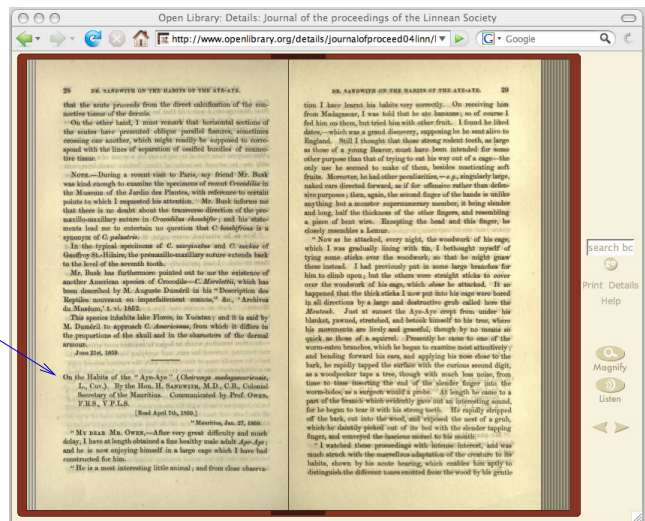 Open Library: Details: Journal of the proceedings of the Linnean Society
http://www.openlibrary.org/details/journalofproceed04linn/
Google
28 DR. SANDWITH ON THE HABITS OF THE AYE-AYE.
that the scute proceeds from the direct calcification of the con-
nective tissue of the dermis.
On the other hand, I must remark that horizontal sections of
the scutes have presented oblique parallel fissures, sometimes
crossing one another, which might readily be supposed to corre-
spond with the lines of separation of ossified bundles of connec-
tive tissue.
NOTE.—During a recent visit to Paris, my friend Mr. Busk
was kind enough to examine the specimens of recent Crocodiliæ in
the Museum of the Jardin des Plantes, with reference to certain
points to which I requested his attention. Mr. Busk informs me
that there is no doubt about the transverse direction of the pre-
maxillo-maxillary suture in Crocodilus rhombifer; and his state-
ments lead me to entertain no question that C. bombifrons is a
synonym of C. palustris.
In the typical specimens of C. marginatus and C. suchus of
Geoffroy St.-Hilaire, the premaxillo-maxillary suture extends back
to the level of the seventh tooth.
Mr. Busk has furthermore pointed out to me the existence of
another American species of Crocodile—C. Morelettii, which has
been described by M. Auguste Duméril in his "Description des
Reptiles nouveaux ou imparfaitement connus," &c., "Archives
du Muséum," t. vi. 1852.
This species inhabits lake Flores, in Yucatan; and it is said by
M. Duméril to approach C. Americanus, from which it differs in
the proportions of the skull and in the characters of the dermal
armour.
June 21st, 1859.
On the Habits of the "Aye-Aye" (Cheiromys madagascariensis,
L., Cuv.). By the Hon. H. SANDWITH, M.D., C.B., Colonial
Secretary of the Mauritius. Communicated by Prof. OWEN,
F.R.S., V.P.L.S.
[Read April 7th, 1859.]
"Mauritius, Jan. 27, 1859.
"MY DEAR MR. OWEN,—After very great difficulty and much
delay, I have at length obtained a fine healthy male adult Aye-Aye;
and he is now enjoying himself in a large cage which I have had
constructed for him.
"He is a most interesting little animal; and from close observa-
DR. SANDWITH ON THE HABITS OF THE AYE-AYE. 29
tion I have learnt his habits very correctly. On receiving him
from Madagascar, I was told that he ate bananas; so of course I
fed him on them, but tried him with other fruit. I found he liked
dates,—which was a grand discovery, supposing he be sent alive to
England. Still I thought that those strong rodent teeth, as large
as those of a young Beaver, must have been intended for some
other purpose than that of trying to eat his way out of a cage—the
only use he seemed to make of them, besides masticating soft
fruits. Moreover, he had other peculiarities,—e.g., singularly large,
naked ears directed forward, as if for offensive rather than defen-
sive purposes; then, again, the second finger of the hands is unlike
anything but a monster supernumerary member, it being slender
and long, half the thickness of the other fingers, and resembling
a piece of bent wire. Excepting the head and this finger, he
closely resembles a Lemur.
"Now as he attacked, every night, the woodwork of his cage,
which I was gradually lining with tin, I bethought myself of
tying some sticks over the woodwork, so that he might gnaw
these instead. I had previously put in some large branches for
him to climb upon; but the others were straight sticks to cover
over the woodwork of his cage, which alone he attacked. It so
happened that the thick sticks I now put into his cage were bored
in all directions by a large and destructive grub called here the
Moutouk. Just at sunset the Aye-Aye crept from under his
blanket, yawned, stretched, and betook himself to his tree, where
his movements are lively and graceful, though by no means so
quick as those of a squirrel. Presently he came to one of the
worm-eaten branches, which he began to examine most attentively;
and bending forward his ears, and applying his nose close to the
bark, he rapidly tapped the surface with the curious second digit,
as a woodpecker taps a tree, though with much less noise, from
time to time inserting the end of the slender finger into the
worm-holes, as a surgeon would a probe. At length he came to a
part of the branch which evidently gave out an interesting sound,
for he began to tear it with his strong teeth. He rapidly stripped
off the bark, cut into the wood, and exposed the nest of a grub,
which he daintily picked out of its bed with the slender tapping
finger, and conveyed the luscious morsel to his mouth.
"I watched these proceedings with intense interest, and was
much struck with the marvellous adaptation of the creature to its
habits, shown by his acute hearing, which enables him aptly to
distinguish the different tones emitted from the wood by his gentle
search bc
Print Details
Help
Magnify
Listen